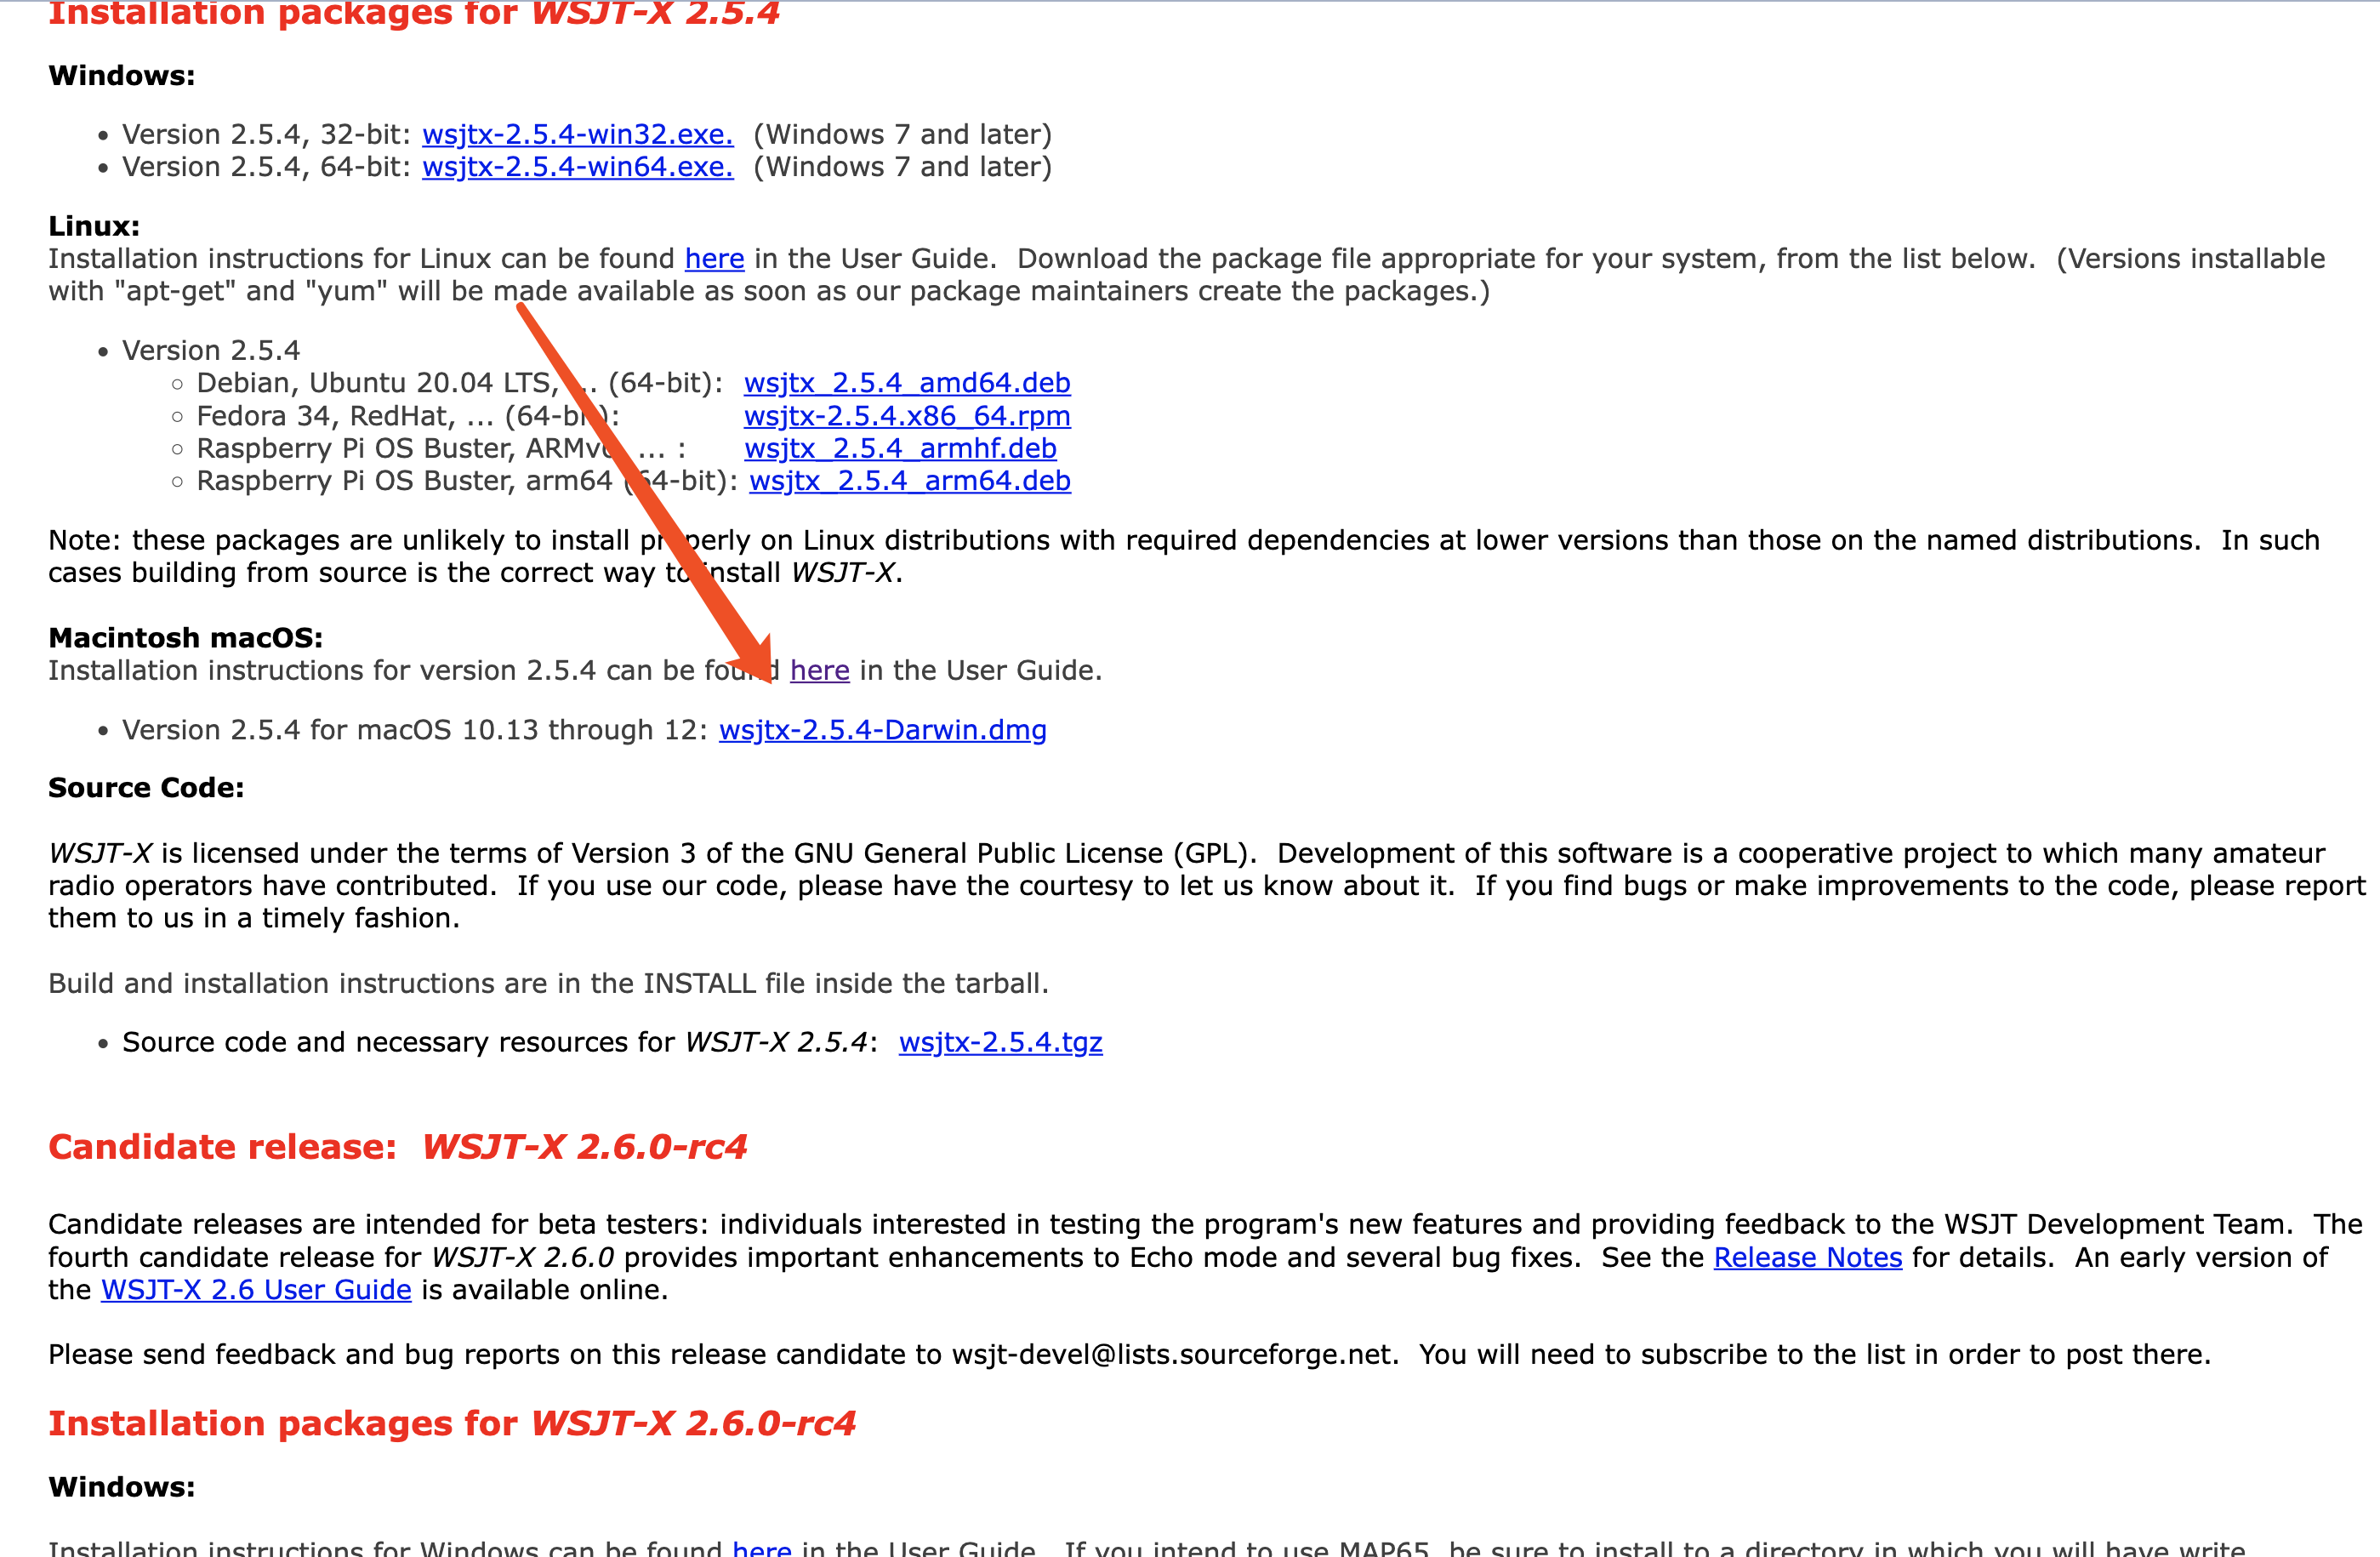 Installation packages for WSJT-X 2.5.4
Windows:
• Version 2.5.4, 32-bit: wsjtx-2.5.4-win32.exe. (Windows 7 and later)
• Version 2.5.4, 64-bit: wsjtx-2.5.4-win64.exe. (Windows 7 and later)
Linux:
Installation instructions for Linux can be found here in the User Guide. Download the package file appropriate for your system, from the list below. (Versions installable
with "apt-get" and "yum" will be made available as soon as our package maintainers create the packages.)
• Version 2.5.4
○ Debian, Ubuntu 20.04 LTS, ... (64-bit): wsjtx_2.5.4_amd64.deb
○ Fedora 34, RedHat, ... (64-bit): wsjtx-2.5.4.x86_64.rpm
○ Raspberry Pi OS Buster, ... : wsjtx_2.5.4_armhf.deb
○ Raspberry Pi OS Buster, arm64 (64-bit): wsjtx_2.5.4_arm64.deb
Note: these packages are unlikely to install properly on Linux distributions with required dependencies at lower versions than those on the named distributions. In such
cases building from source is the correct way to install WSJT-X.
Macintosh macOS:
Installation instructions for version 2.5.4 can be found here in the User Guide.
• Version 2.5.4 for macOS 10.13 through 12: wsjtx-2.5.4-Darwin.dmg
Source Code:
WSJT-X is licensed under the terms of Version 3 of the GNU General Public License (GPL). Development of this software is a cooperative project to which many amateur
radio operators have contributed. If you use our code, please have the courtesy to let us know about it. If you find bugs or make improvements to the code, please report
them to us in a timely fashion.
Build and installation instructions are in the INSTALL file inside the tarball.
• Source code and necessary resources for WSJT-X 2.5.4: wsjtx-2.5.4.tgz
Candidate release: WSJT-X 2.6.0-rc4
Candidate releases are intended for beta testers: individuals interested in testing the program's new features and providing feedback to the WSJT Development Team. The
fourth candidate release for WSJT-X 2.6.0 provides important enhancements to Echo mode and several bug fixes. See the Release Notes for details. An early version of
the WSJT-X 2.6 User Guide is available online.
Please send feedback and bug reports on this release candidate to wsjt-devel@lists.sourceforge.net. You will need to subscribe to the list in order to post there.
Installation packages for WSJT-X 2.6.0-rc4
Windows:
Installation instructions for Windows can be found here in the User Guide. If you intend to use MAP65, be sure to install to a directory in which you will have write